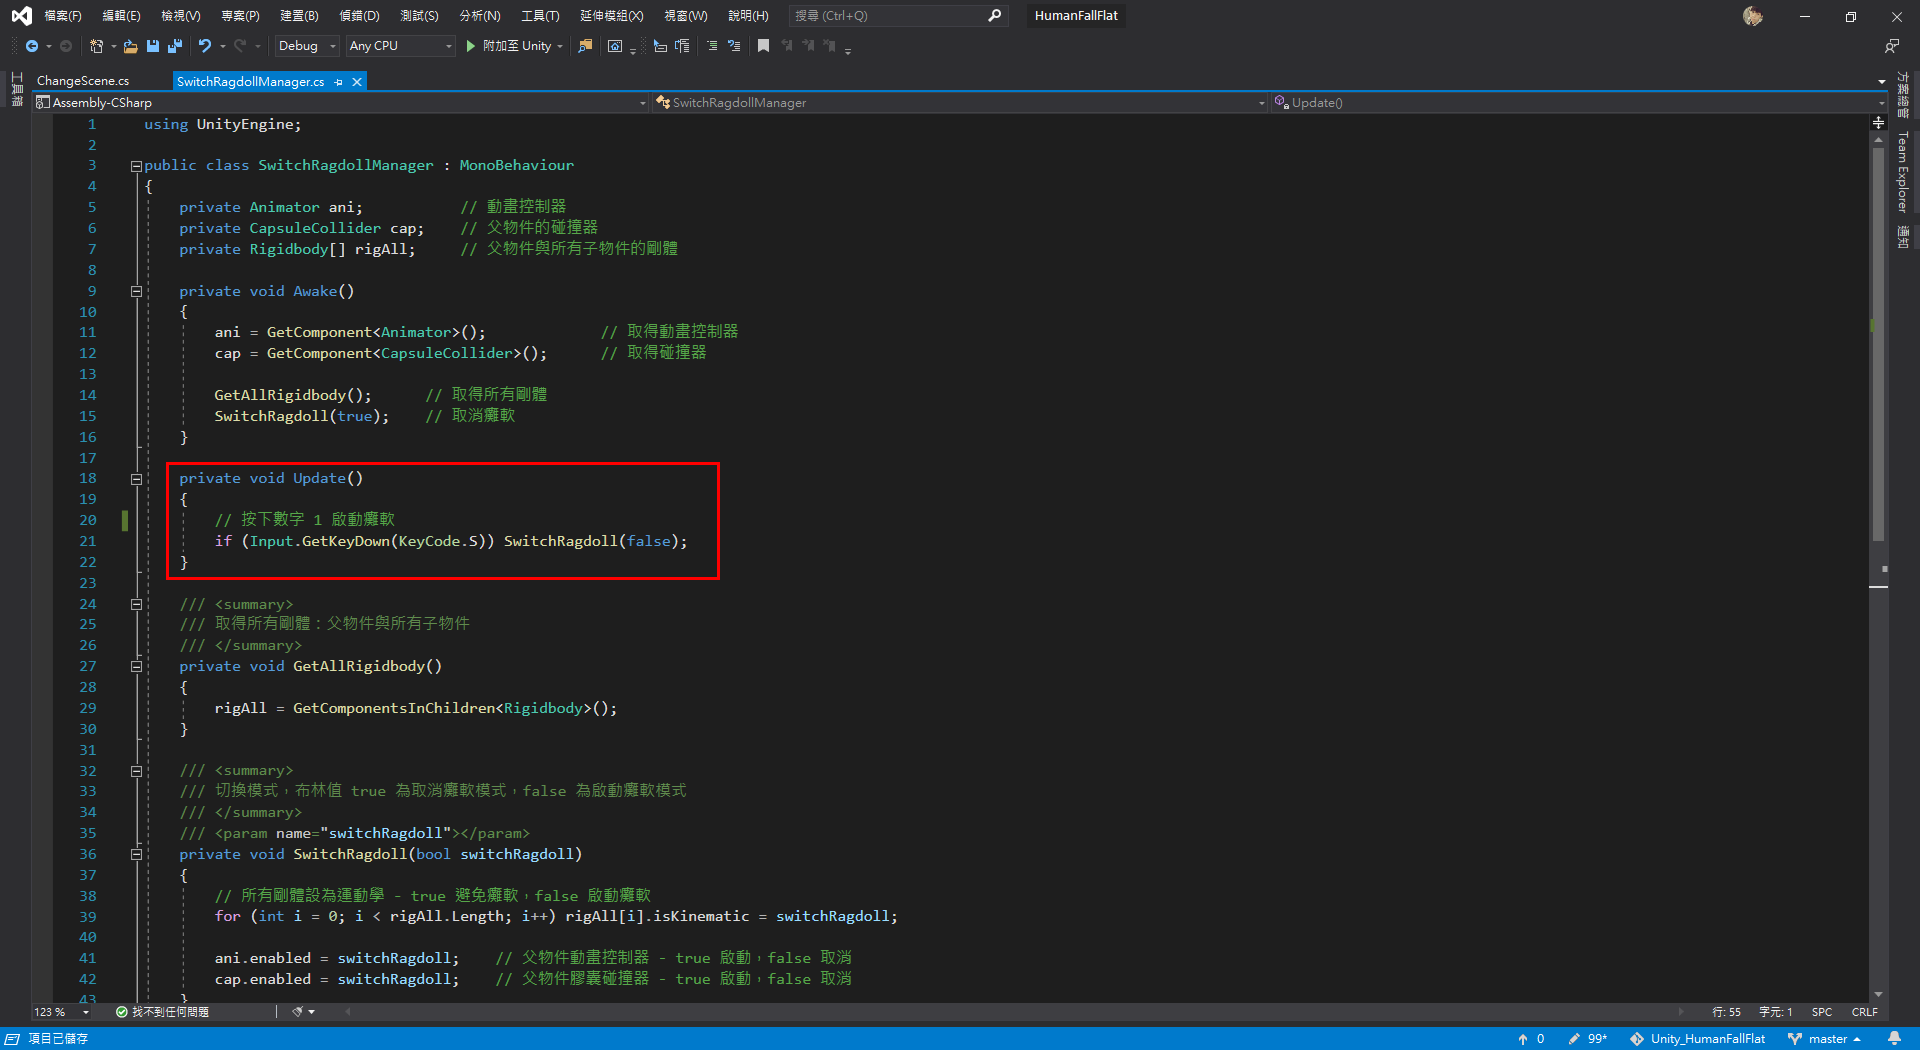 檔案(F) 編輯(E) 檢視(V) 專案(P) 建置(B) 偵錯(D) 測試(S) 分析(N) 工具(T) 延伸模組(X) 視窗(W) 說明(H) 搜尋 (Ctrl+Q) HumanFallFlat
Debug Any CPU 附加至 Unity
ChangeScene.cs SwitchRagdollManager.cs
Assembly-CSharp SwitchRagdollManager Update()
工具箱
方案總管
Team Explorer
通知
1 using UnityEngine;
2
3 public class SwitchRagdollManager : MonoBehaviour
4 {
5 private Animator ani; // 動畫控制器
6 private CapsuleCollider cap; // 父物件的碰撞器
7 private Rigidbody[] rigAll; // 父物件與所有子物件的剛體
8
9 private void Awake()
10 {
11 ani = GetComponent<Animator>(); // 取得動畫控制器
12 cap = GetComponent<CapsuleCollider>(); // 取得碰撞器
13
14 GetAllRigidbody(); // 取得所有剛體
15 SwitchRagdoll(true); // 取消癱軟
16 }
17
18 private void Update()
19 {
20 // 按下數字 1 啟動癱軟
21 if (Input.GetKeyDown(KeyCode.S)) SwitchRagdoll(false);
22 }
23
24 /// <summary>
25 /// 取得所有剛體：父物件與所有子物件
26 /// </summary>
27 private void GetAllRigidbody()
28 {
29 rigAll = GetComponentsInChildren<Rigidbody>();
30 }
31
32 /// <summary>
33 /// 切換模式，布林值 true 為取消癱軟模式，false 為啟動癱軟模式
34 /// </summary>
35 /// <param name="switchRagdoll"></param>
36 private void SwitchRagdoll(bool switchRagdoll)
37 {
38 // 所有剛體設為運動學 - true 避免癱軟，false 啟動癱軟
39 for (int i = 0; i < rigAll.Length; i++) rigAll[i].isKinematic = switchRagdoll;
40
41 ani.enabled = switchRagdoll; // 父物件動畫控制器 - true 啟動，false 取消
42 cap.enabled = switchRagdoll; // 父物件膠囊碰撞器 - true 啟動，false 取消
43 }
123 % 找不到任何問題 行: 55 字元: 1 SPC CRLF
項目已儲存 0 99* Unity_HumanFallFlat master